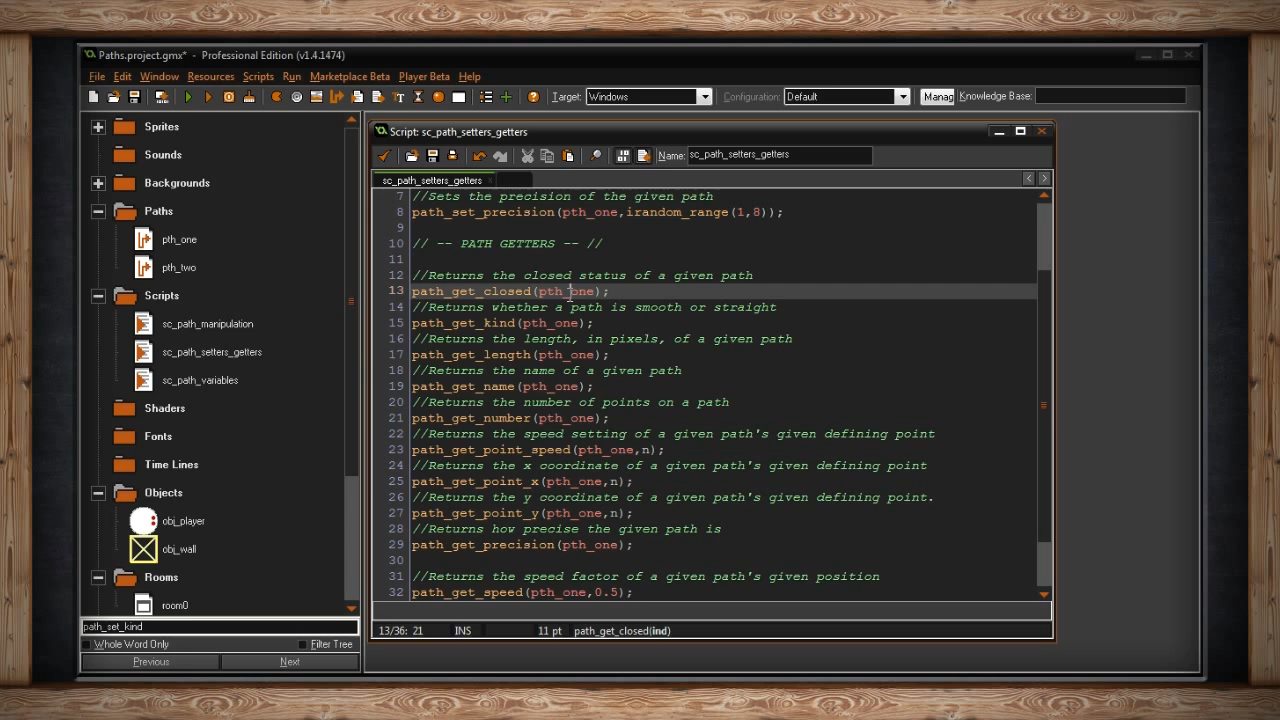 Paths.project.gmx* - Professional Edition (v1.4.1474)
File Edit Window Resources Scripts Run Marketplace Beta Player Beta Help
Target: Windows Configuration: Default Manag Knowledge Base:
Sprites
Sounds
Backgrounds
Paths
pth_one
pth_two
Scripts
sc_path_manipulation
sc_path_setters_getters
sc_path_variables
Shaders
Fonts
Time Lines
Objects
obj_player
obj_wall
Rooms
room0
path_set_kind
Whole Word Only Filter Tree
Previous Next
Script: sc_path_setters_getters
Name: sc_path_setters_getters
sc_path_setters_getters
7 //Sets the precision of the given path
8 path_set_precision(pth_one,irandom_range(1,8));
9
10 // -- PATH GETTERS -- //
11
12 //Returns the closed status of a given path
13 path_get_closed(pth_one);
14 //Returns whether a path is smooth or straight
15 path_get_kind(pth_one);
16 //Returns the length, in pixels, of a given path
17 path_get_length(pth_one);
18 //Returns the name of a given path
19 path_get_name(pth_one);
20 //Returns the number of points on a path
21 path_get_number(pth_one);
22 //Returns the speed setting of a given path's given defining point
23 path_get_point_speed(pth_one,n);
24 //Returns the x coordinate of a given path's given defining point
25 path_get_point_x(pth_one,n);
26 //Returns the y coordinate of a given path's given defining point.
27 path_get_point_y(pth_one,n);
28 //Returns how precise the given path is
29 path_get_precision(pth_one);
30
31 //Returns the speed factor of a given path's given position
32 path_get_speed(pth_one,0.5);
13/36: 21 INS 11 pt path_get_closed(ind)